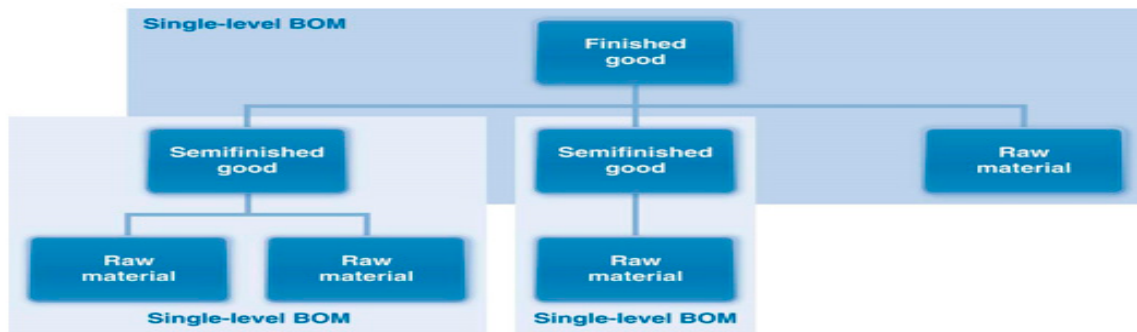 Single-level BOM
Finished
good
Semifinished
good
Semifinished
good
Raw
material
Raw
material
Raw
material
Raw
material
Single-level BOM
Single-level BOM